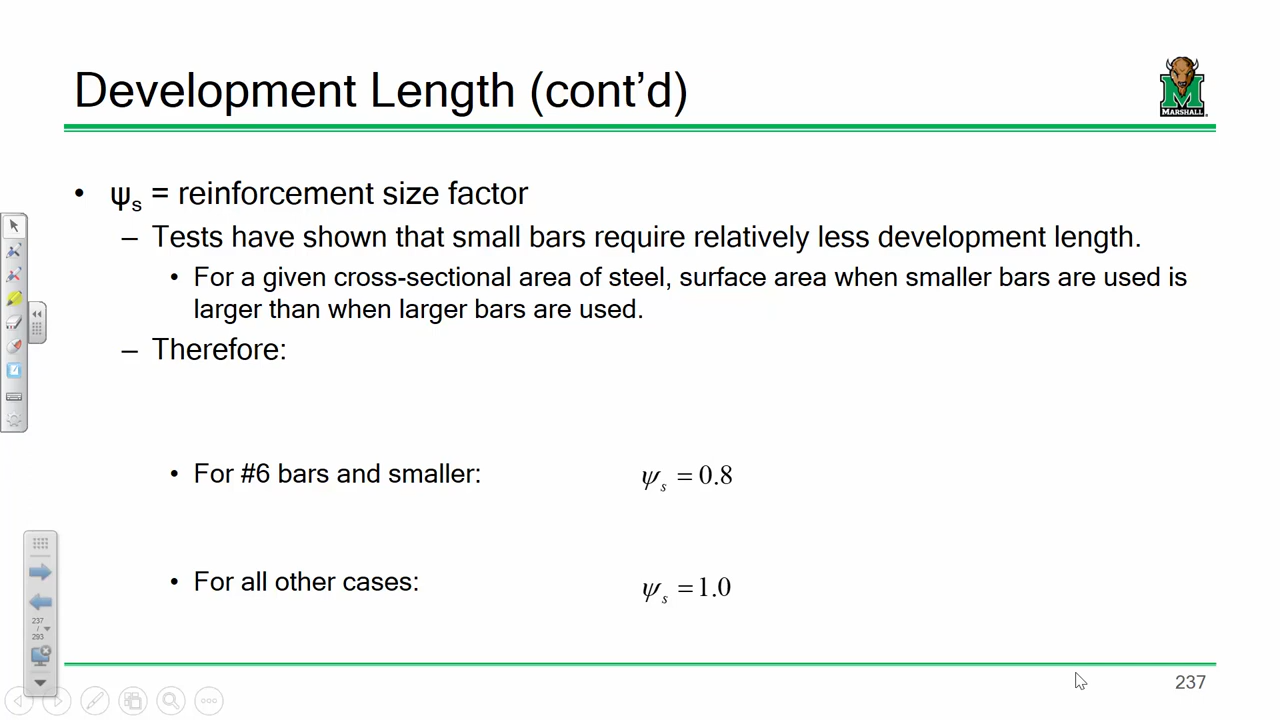 Development Length (cont’d)
MARSHALL
• ψs = reinforcement size factor
– Tests have shown that small bars require relatively less development length.
• For a given cross-sectional area of steel, surface area when smaller bars are used is
larger than when larger bars are used.
– Therefore:
• For #6 bars and smaller: ψs = 0.8
• For all other cases: ψs = 1.0
237
/
293
237